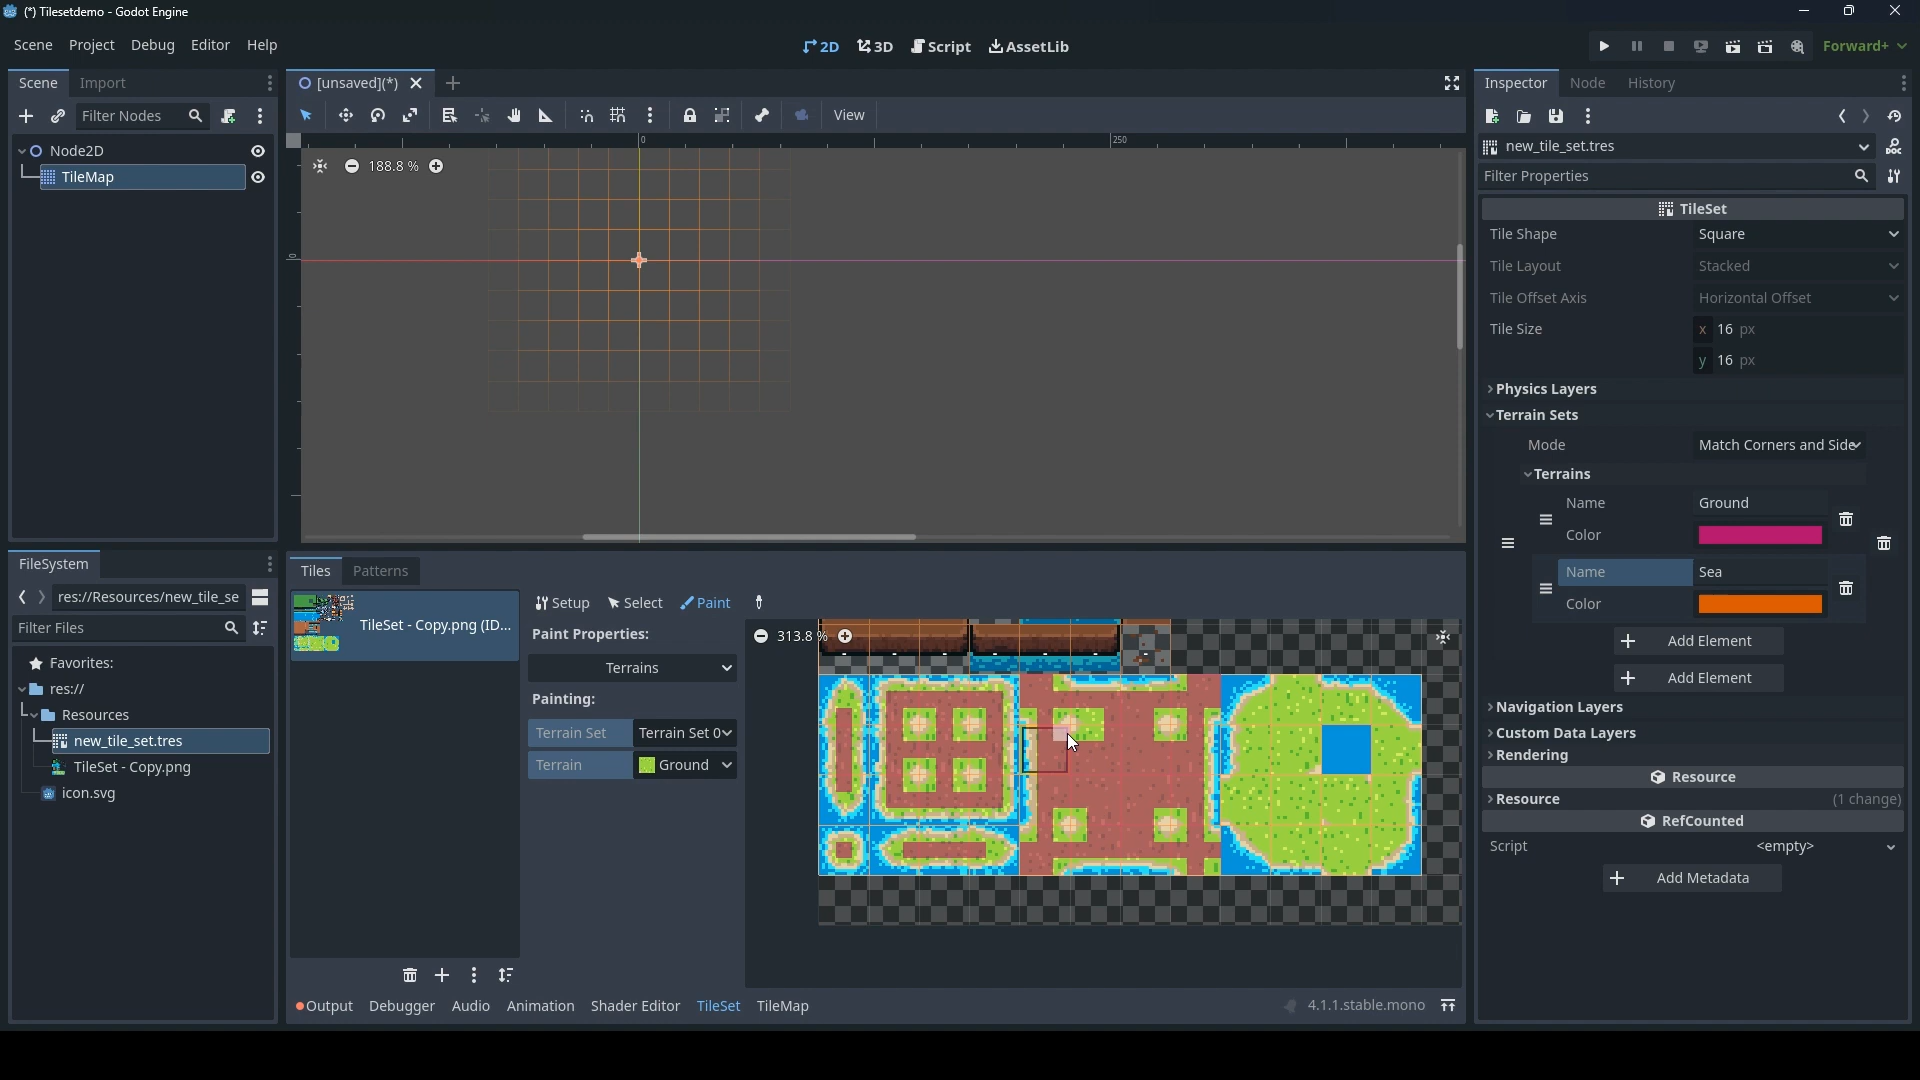 (*) Tilesetdemo - Godot Engine
Scene Project Debug Editor Help
2D 3D Script AssetLib
Forward+
Scene Import
[unsaved](*)
Inspector Node History
Filter Nodes
View
Node2D
TileMap
188.8 %
0
250
0
new_tile_set.tres
Filter Properties
TileSet
Tile Shape Square
Tile Layout Stacked
Tile Offset Axis Horizontal Offset
Tile Size x 16 px
y 16 px
Physics Layers
Terrain Sets
Mode Match Corners and Side
Terrains
Name Ground
Color
Name Sea
Color
Add Element
Add Element
Navigation Layers
Custom Data Layers
Rendering
Resource
Resource (1 change)
RefCounted
Script <empty>
Add Metadata
FileSystem
res://Resources/new_tile_se
Filter Files
Favorites:
res://
Resources
new_tile_set.tres
TileSet - Copy.png
icon.svg
Tiles Patterns
TileSet - Copy.png (ID...
Setup Select Paint
Paint Properties:
Terrains
Painting:
Terrain Set Terrain Set 0
Terrain Ground
313.8 %
Output Debugger Audio Animation Shader Editor TileSet TileMap
4.1.1.stable.mono